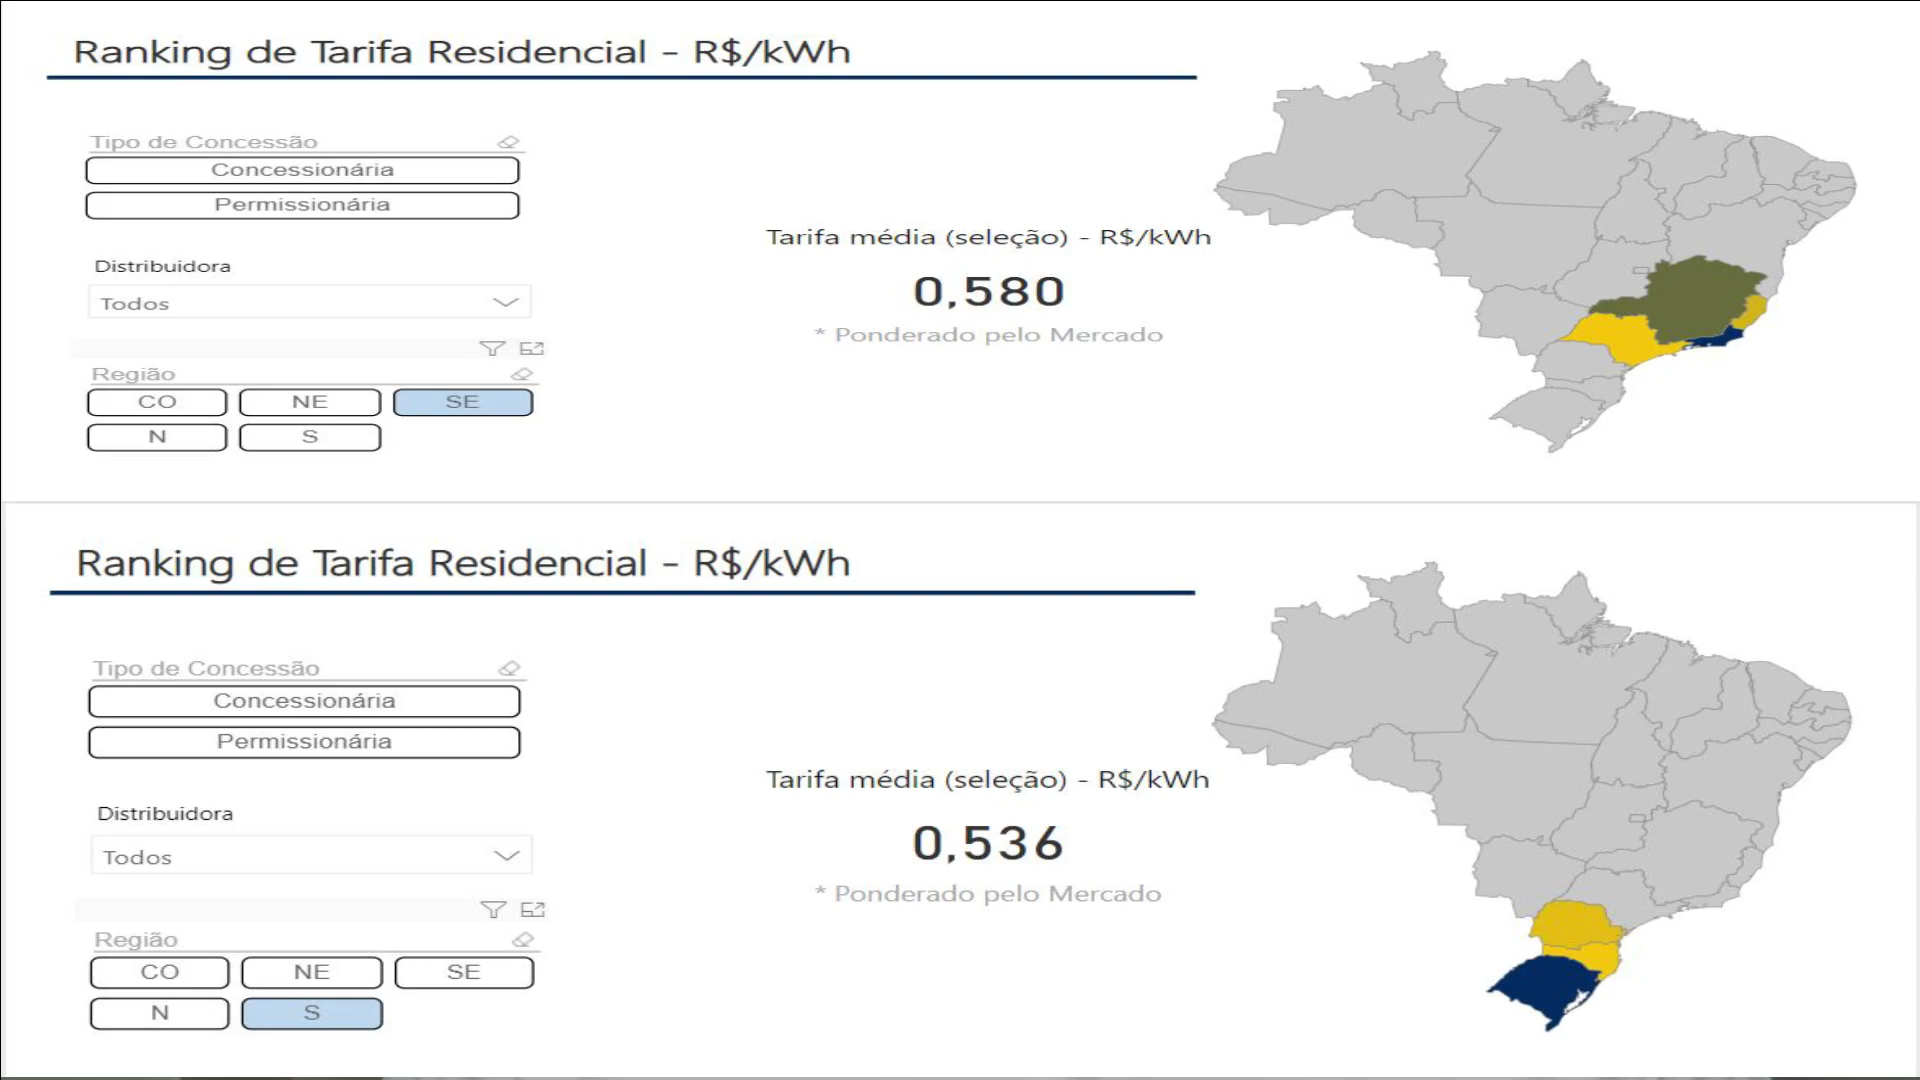 Ranking de Tarifa Residencial - R$/kWh
Tipo de Concessão
Concessionária
Permissionária
Distribuidora
Todos
Região
CO NE SE
N S
Tarifa média (seleção) - R$/kWh
0,580
* Ponderado pelo Mercado
Ranking de Tarifa Residencial - R$/kWh
Tipo de Concessão
Concessionária
Permissionária
Distribuidora
Todos
Região
CO NE SE
N S
Tarifa média (seleção) - R$/kWh
0,536
* Ponderado pelo Mercado